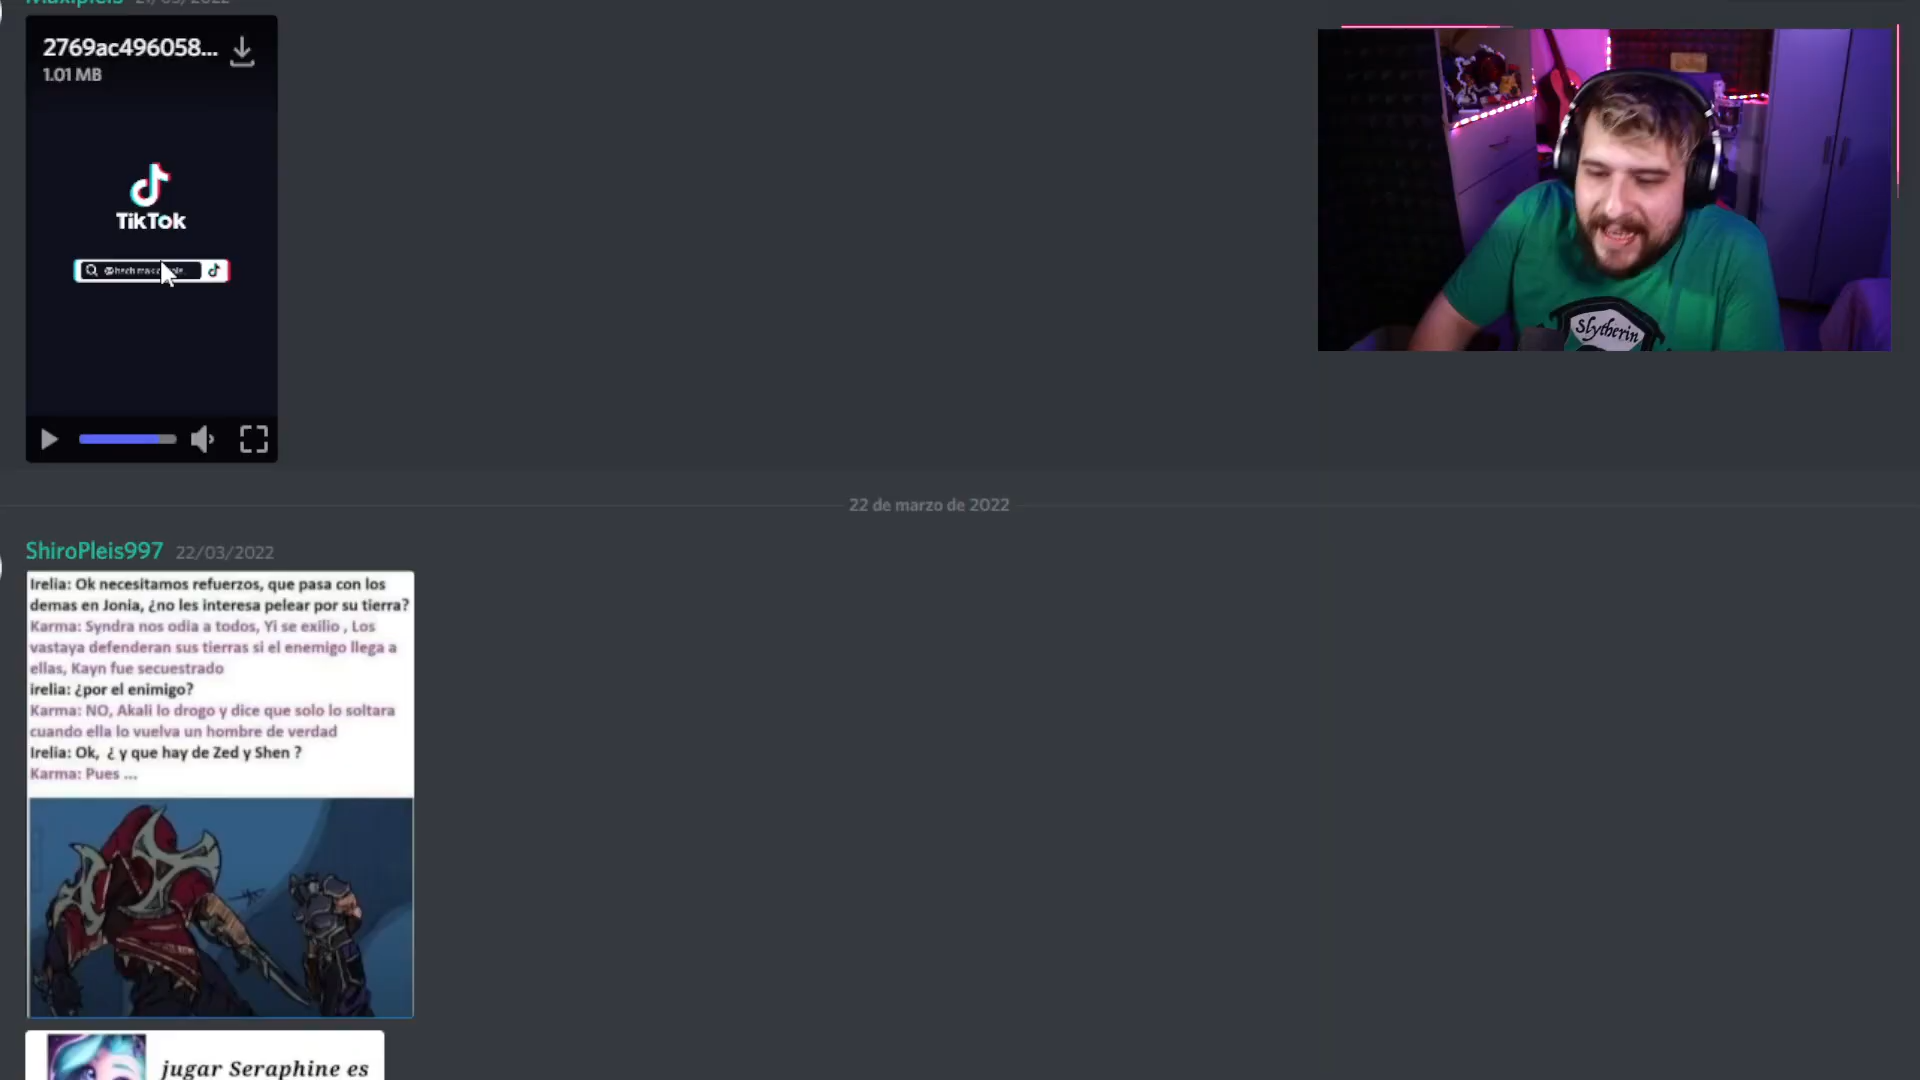 Maxipleis 21/03/2022
2769ac496058...
1.01 MB
TikTok
22 de marzo de 2022
ShiroPleis997 22/03/2022
Irelia: Ok necesitamos refuerzos, que pasa con los
demas en Jonia, ¿no les interesa pelear por su tierra?
Karma: Syndra nos odia a todos, Yi se exilio , Los
vastaya defenderan sus tierras si el enemigo llega a
ellas, Kayn fue secuestrado
irelia: ¿por el enimigo?
Karma: NO, Akali lo drogo y dice que solo lo soltara
cuando ella lo vuelva un hombre de verdad
Irelia: Ok, ¿ y que hay de Zed y Shen ?
Karma: Pues ...
jugar Seraphine es
Slytherin